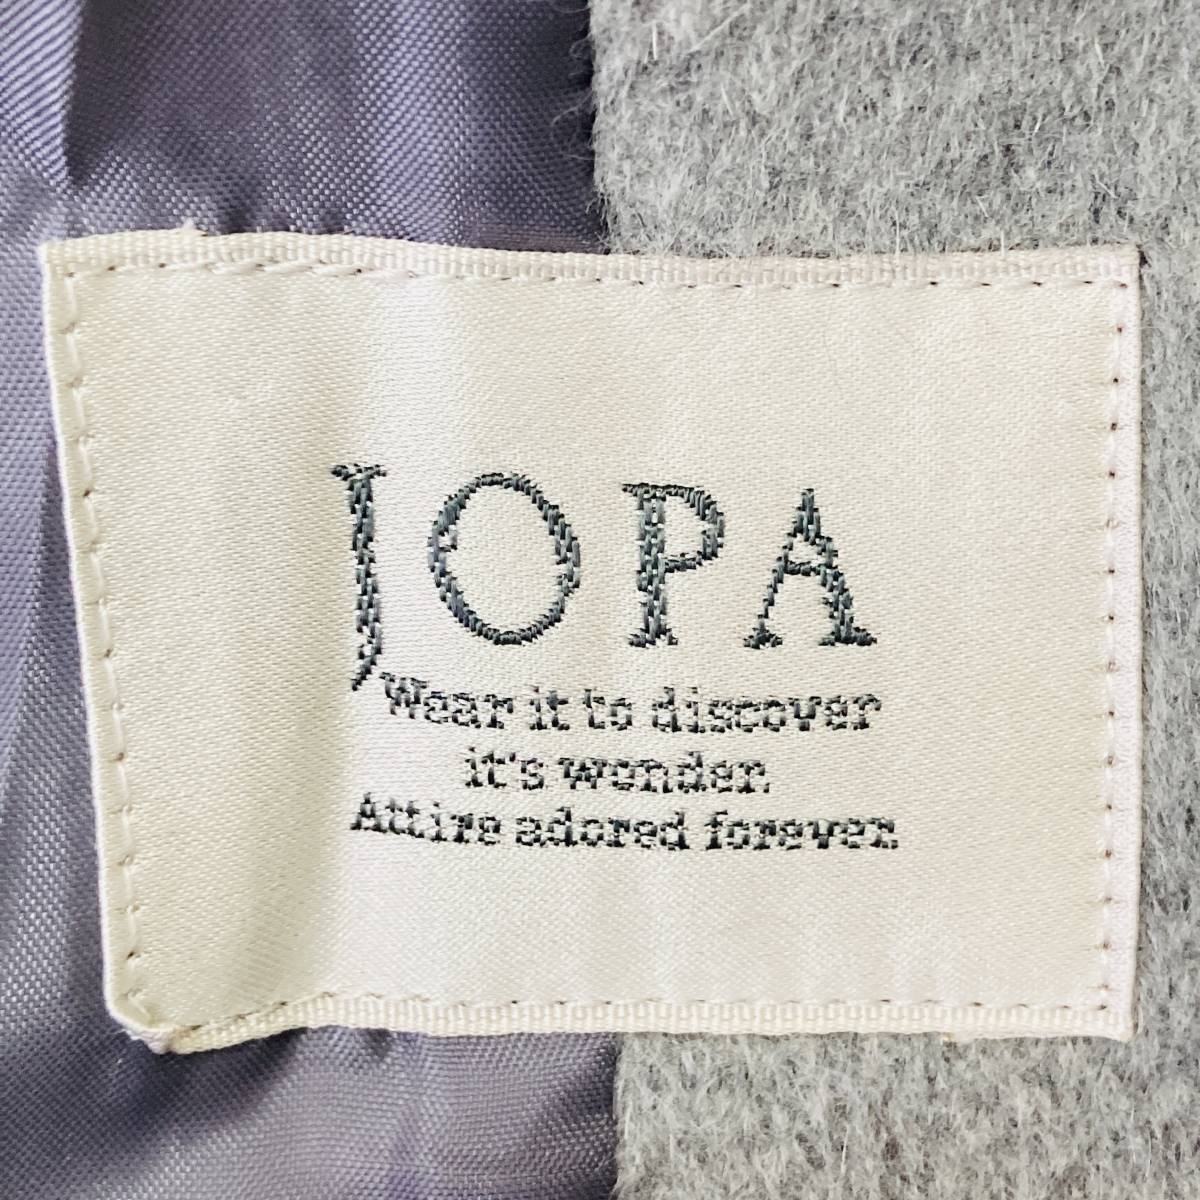 JOPA
Wear it to discover
it's wonder.
Attire adored forever.